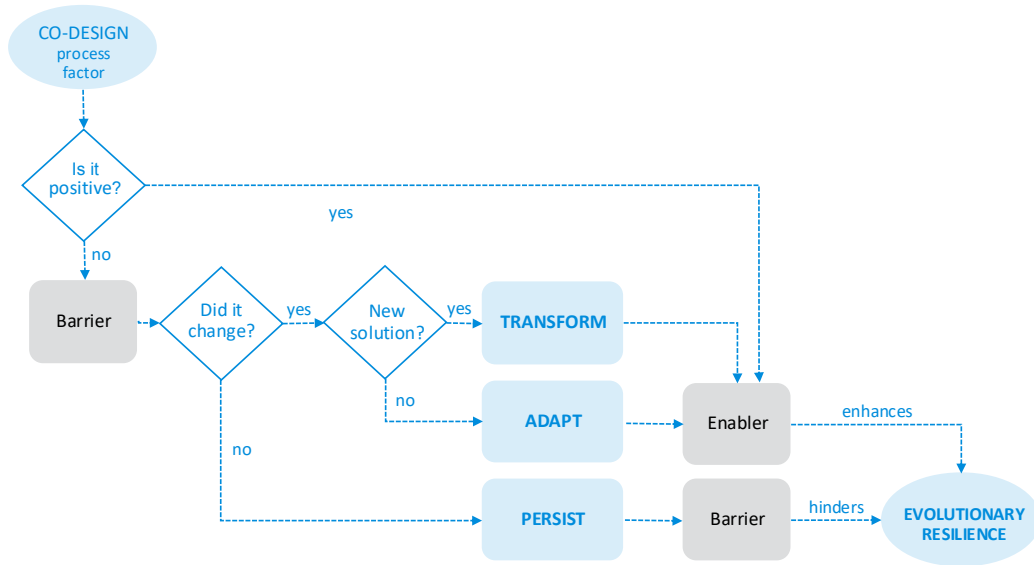 CO-DESIGN
process
factor
Is it
positive?
yes
no
Barrier
Did it
change?
yes
New
solution?
yes
TRANSFORM
no
ADAPT
Enabler
enhances
no
PERSIST
Barrier
hinders
EVOLUTIONARY
RESILIENCE